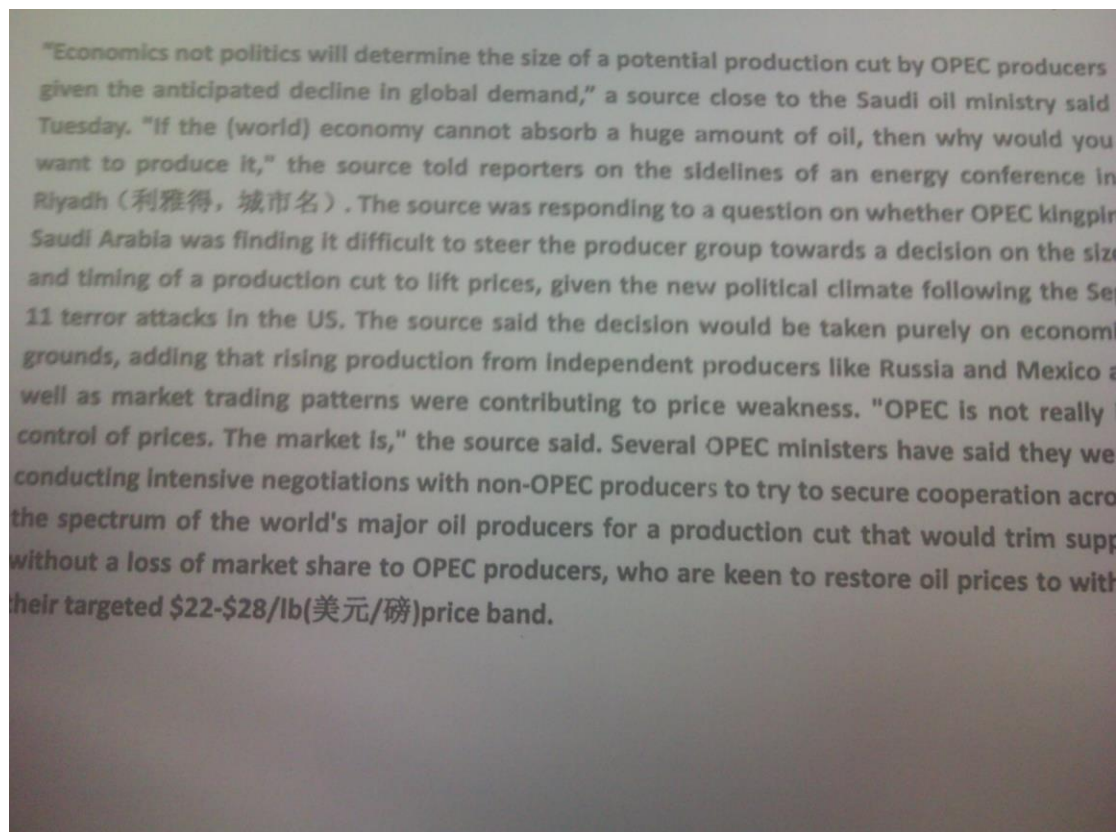 "Economics not politics will determine the size of a potential production cut by OPEC producers
given the anticipated decline in global demand," a source close to the Saudi oil ministry said
Tuesday. "If the (world) economy cannot absorb a huge amount of oil, then why would you
want to produce it," the source told reporters on the sidelines of an energy conference in
Riyadh（利雅得，城市名）. The source was responding to a question on whether OPEC kingpin
Saudi Arabia was finding it difficult to steer the producer group towards a decision on the siz
and timing of a production cut to lift prices, given the new political climate following the Se
11 terror attacks in the US. The source said the decision would be taken purely on econom
grounds, adding that rising production from independent producers like Russia and Mexico a
well as market trading patterns were contributing to price weakness. "OPEC is not really
control of prices. The market is," the source said. Several OPEC ministers have said they we
conducting intensive negotiations with non-OPEC producers to try to secure cooperation acro
the spectrum of the world's major oil producers for a production cut that would trim supp
without a loss of market share to OPEC producers, who are keen to restore oil prices to with
heir targeted $22-$28/lb(美元/磅)price band.